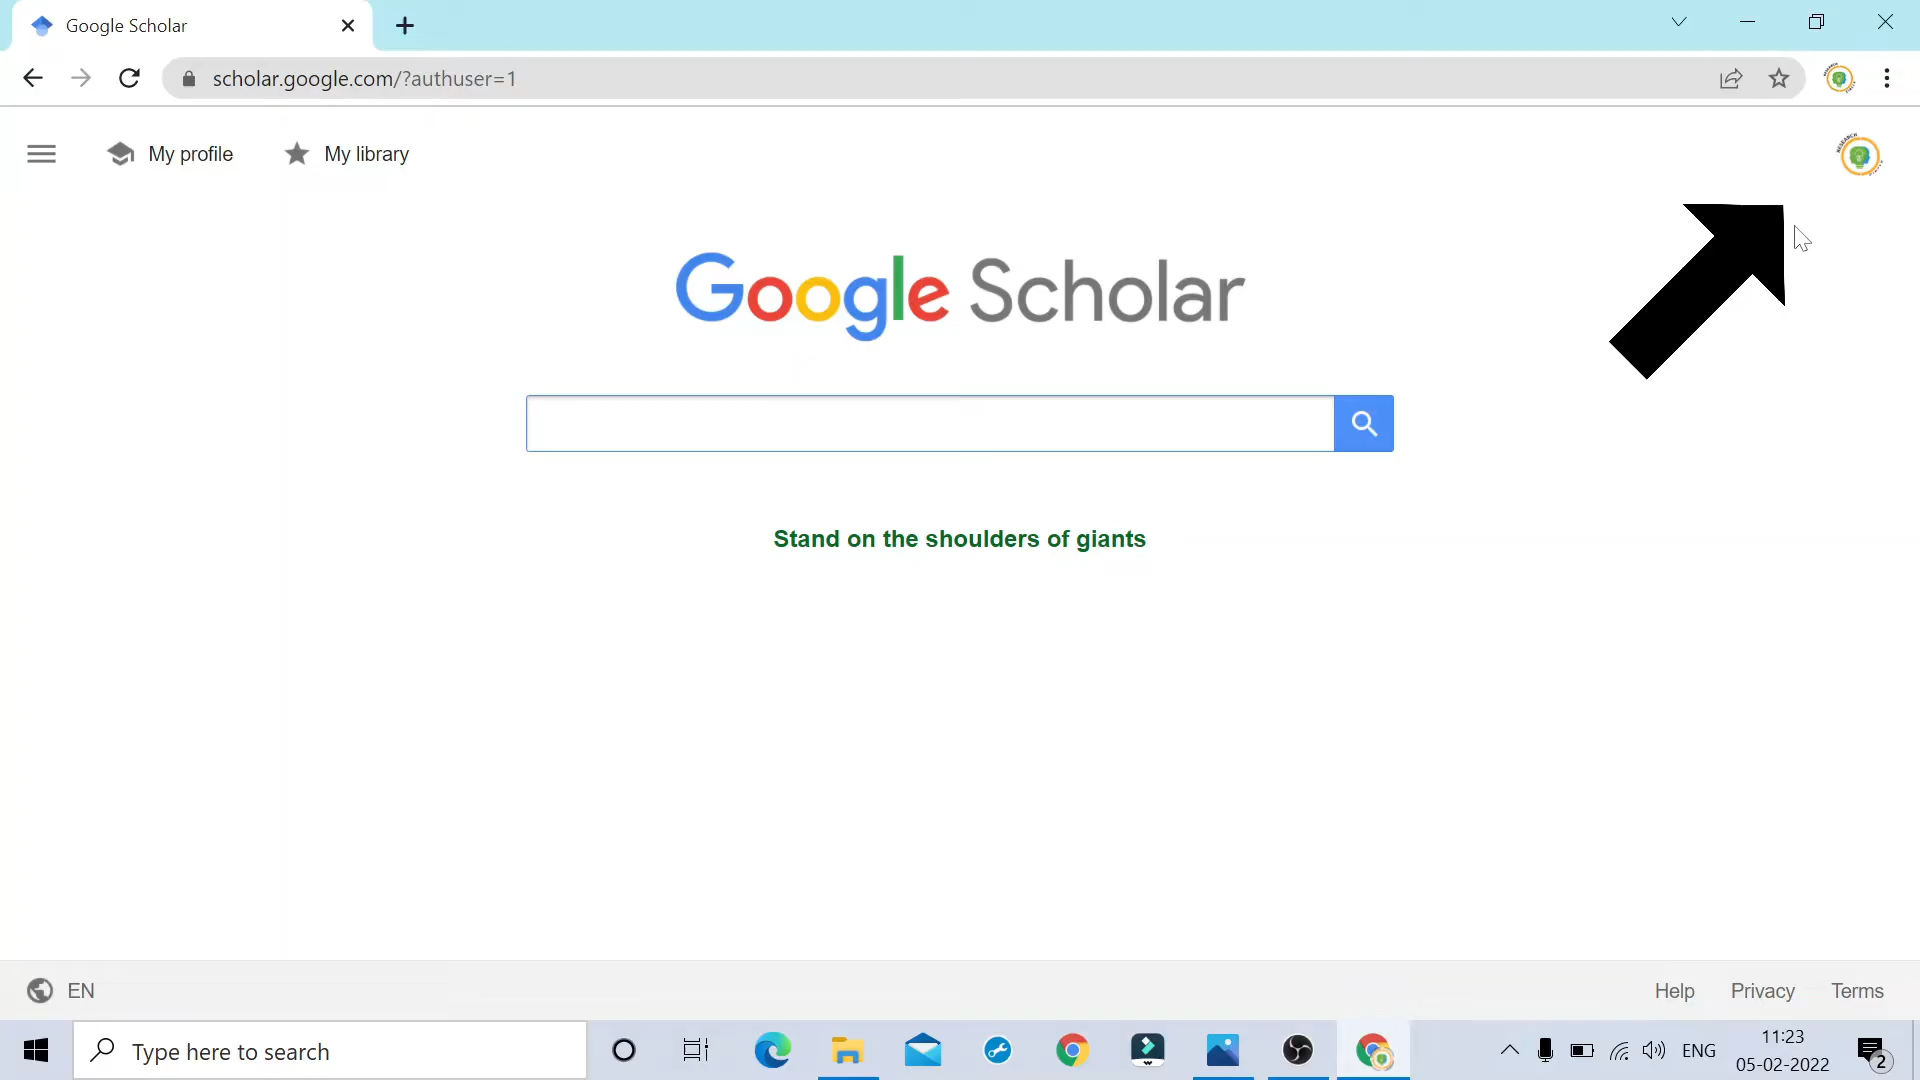 Google Scholar
scholar.google.com/?authuser=1
My profile
My library
Google Scholar
Stand on the shoulders of giants
EN
Help
Privacy
Terms
Type here to search
ENG
11:23
05-02-2022
2